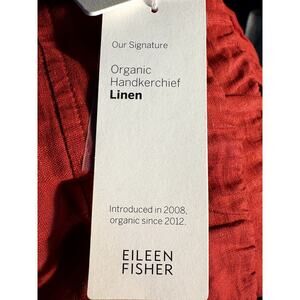 Our Signature
Organic
Handkerchief
Linen
Introduced in 2008,
organic since 2012.
EILEEN
FISHER